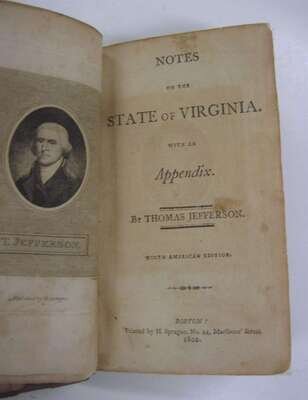 T. JEFFERSON.
NOTES
ON THE
STATE OF VIRGINIA.
WITH AN
Appendix.
BY THOMAS JEFFERSON.
NINTH AMERICAN EDITION.
BOSTON:
Printed by H. Sprague, No. 44, Marlboro' Street.
1802.